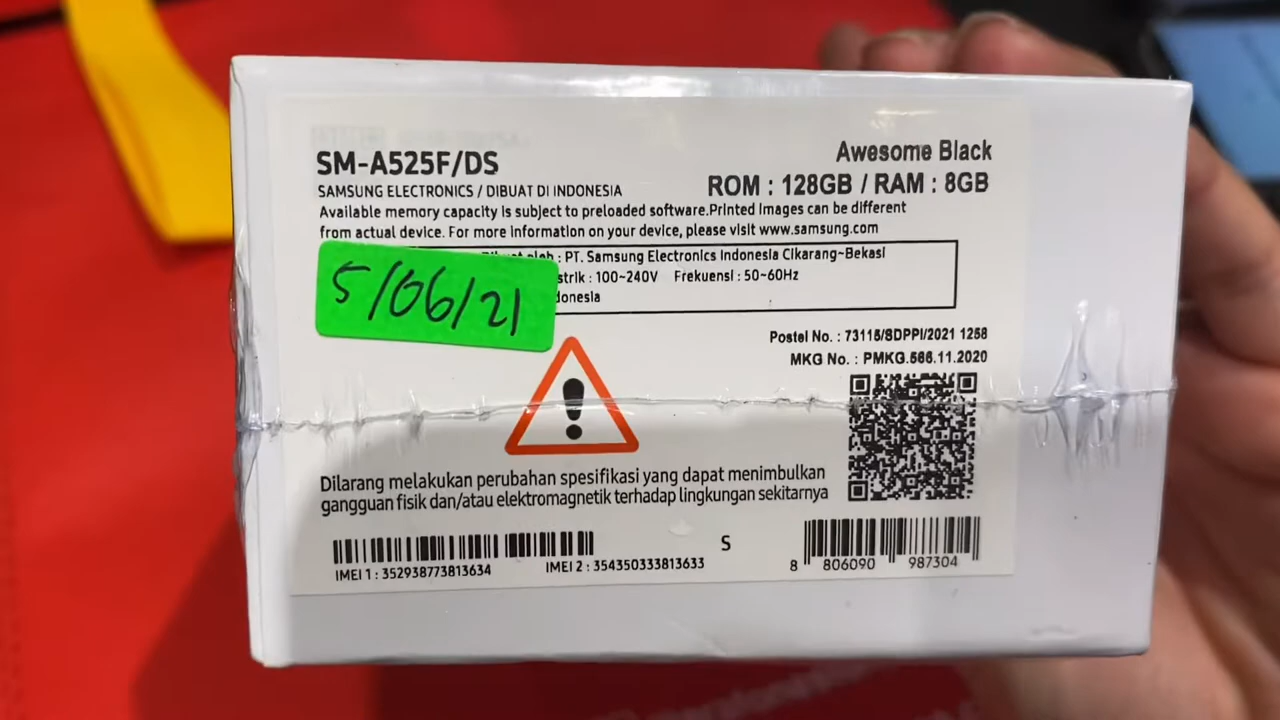 SM-A525F/DS
Awesome Black
SAMSUNG ELECTRONICS / DIBUAT DI INDONESIA
ROM : 128GB / RAM : 8GB
Available memory capacity is subject to preloaded software.Printed images can be different
from actual device. For more information on your device, please visit www.samsung.com
: PT. Samsung Electronics Indonesia Cikarang~Bekasi
: 100~240V Frekuensi : 50~60Hz
5/06/21
Postel No. : 73115/SDPPI/2021 1258
MKG No. : PMKG.566.11.2020
Dilarang melakukan perubahan spesifikasi yang dapat menimbulkan
gangguan fisik dan/atau elektromagnetik terhadap lingkungan sekitarnya
S
IMEI 1 : 352938773813634
IMEI 2 : 354350333813633
8 806090 987304